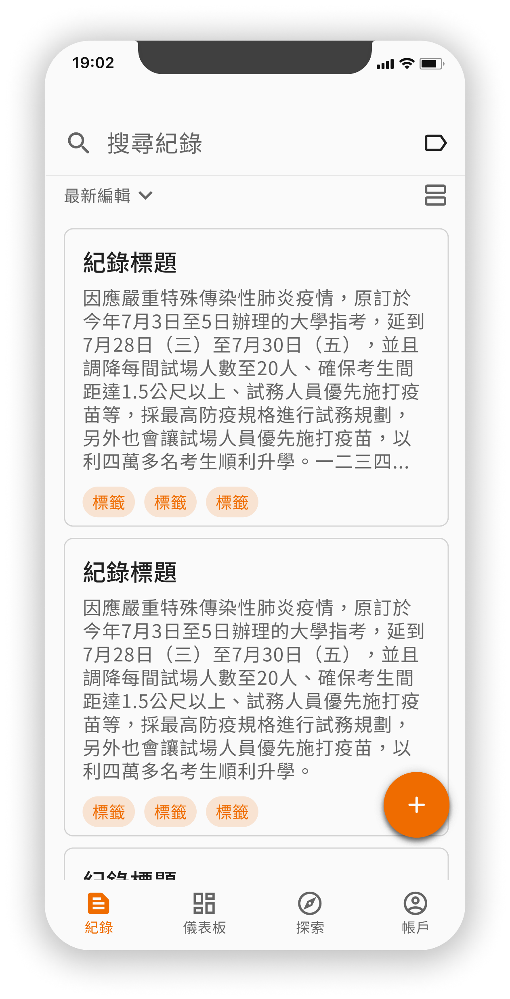 19:02
搜尋紀錄
最新編輯
紀錄標題
因應嚴重特殊傳染性肺炎疫情，原訂於
今年7月3日至5日辦理的大學指考，延到
7月28日（三）至7月30日（五），並且
調降每間試場人數至20人、確保考生間
距達1.5公尺以上、試務人員優先施打疫
苗等，採最高防疫規格進行試務規劃，
另外也會讓試場人員優先施打疫苗，以
利四萬多名考生順利升學。一二三四...
標籤 標籤 標籤
紀錄標題
因應嚴重特殊傳染性肺炎疫情，原訂於
今年7月3日至5日辦理的大學指考，延到
7月28日（三）至7月30日（五），並且
調降每間試場人數至20人、確保考生間
距達1.5公尺以上、試務人員優先施打疫
苗等，採最高防疫規格進行試務規劃，
另外也會讓試場人員優先施打疫苗，以
利四萬多名考生順利升學。
標籤 標籤 標籤
紀錄標題
紀錄 儀表板 探索 帳戶